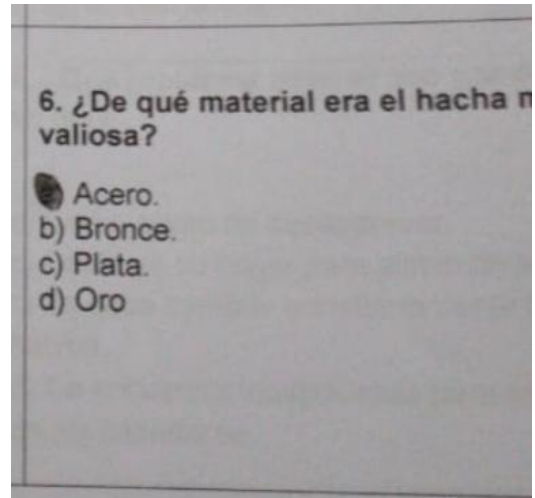 6. ¿De qué material era el hacha
valiosa?
Acero.
b) Bronce.
c) Plata.
d) Oro